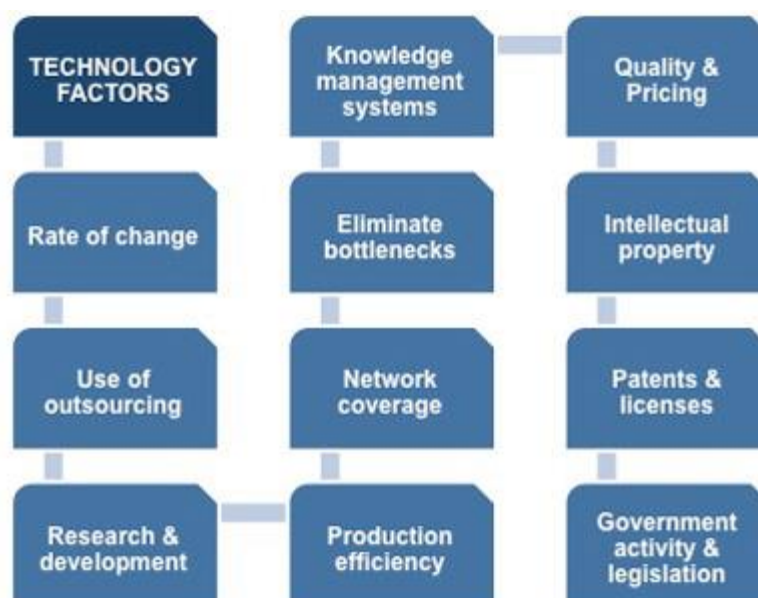 TECHNOLOGY
FACTORS
Rate of change
Use of
outsourcing
Research &
development
Production
efficiency
Network
coverage
Eliminate
bottlenecks
Knowledge
management
systems
Quality &
Pricing
Intellectual
property
Patents &
licenses
Government
activity &
legislation